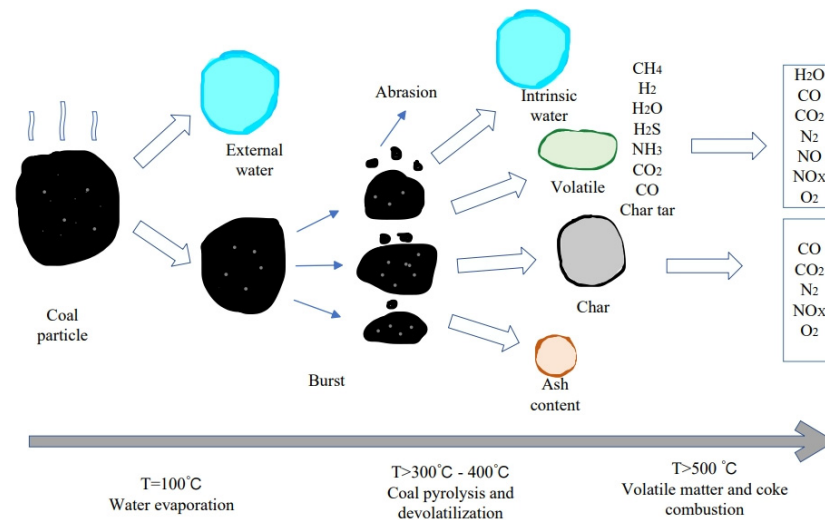 Coal
particle
External
water
Burst
Abrasion
Intrinsic
water
Volatile
Char
Ash
content
CH4
H2
H2O
H2S
NH3
CO2
CO
Char tar
H2O
CO
CO2
N2
NO
NOX
O2
CO
CO2
N2
NOX
O2
T=100℃
Water evaporation
T>300℃ - 400℃
Coal pyrolysis and
devolatilization
T>500 ℃
Volatile matter and coke
combustion